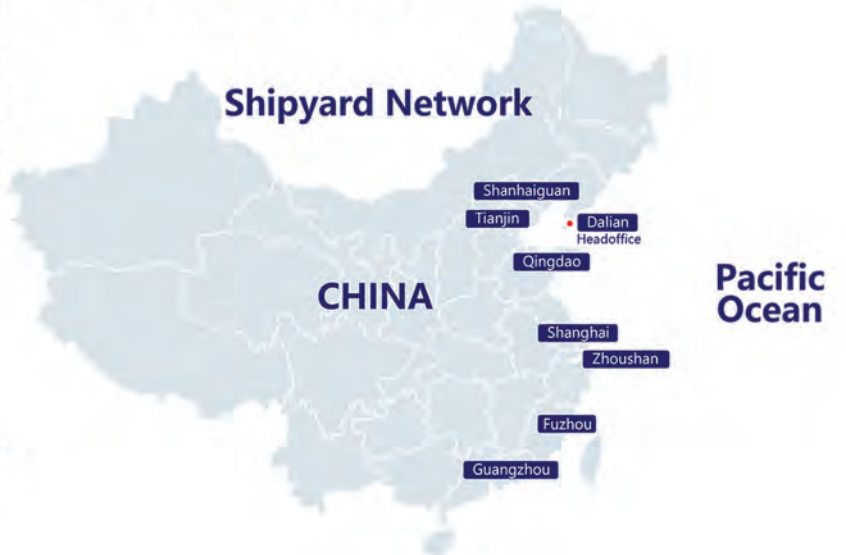 Shipyard Network
Shanhaiguan
Tianjin
Dalian
Headoffice
Qingdao
CHINA
Pacific
Ocean
Shanghai
Zhoushan
Fuzhou
Guangzhou